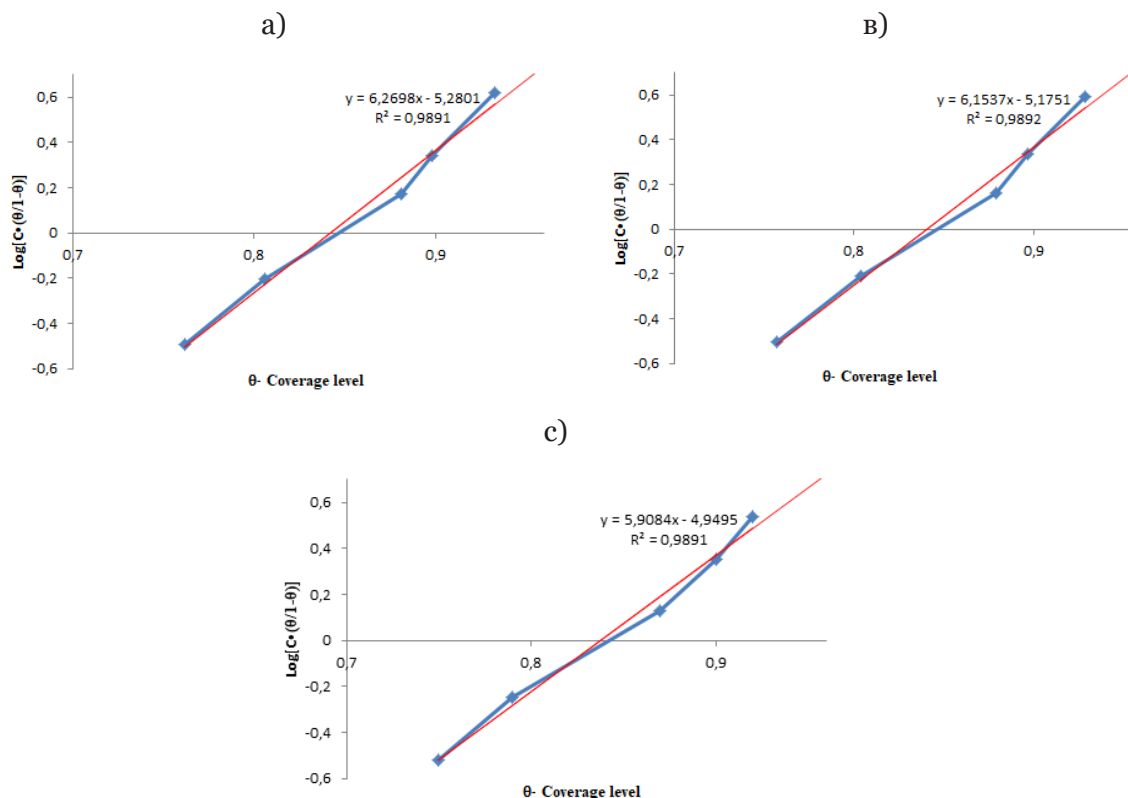 а)
y = 6,2698x - 5,2801
R² = 0,9891
0,6
0,4
0,2
0
-0,2
-0,4
-0,6
0,7
0,8
0,9
Log[C•(θ/1-θ)]
θ- Coverage level
в)
y = 6,1537x - 5,1751
R² = 0,9892
0,6
0,4
0,2
0
-0,2
-0,4
-0,6
0,7
0,8
0,9
Log[C•(θ/1-θ)]
θ- Coverage level
с)
y = 5,9084x - 4,9495
R² = 0,9891
0,6
0,4
0,2
0
-0,2
-0,4
-0,6
0,7
0,8
0,9
Log[C•(θ/1-θ)]
θ- Coverage level